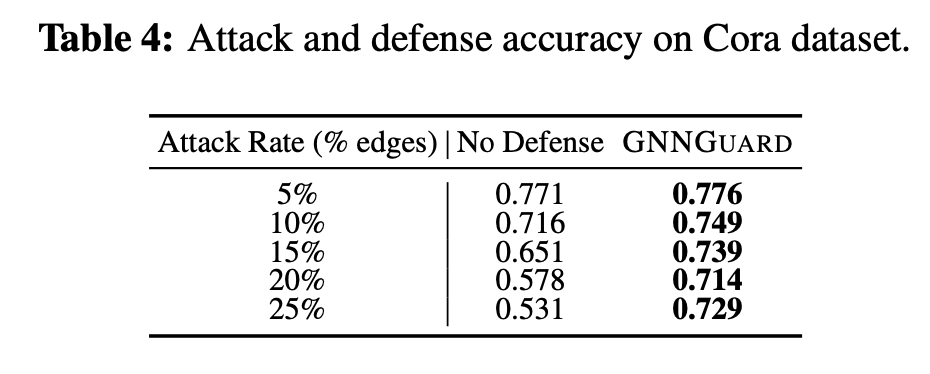 Table 4: Attack and defense accuracy on Cora dataset.
Attack Rate (% edges) | No Defense GNNGUARD
5% 0.771 0.776
10% 0.716 0.749
15% 0.651 0.739
20% 0.578 0.714
25% 0.531 0.729